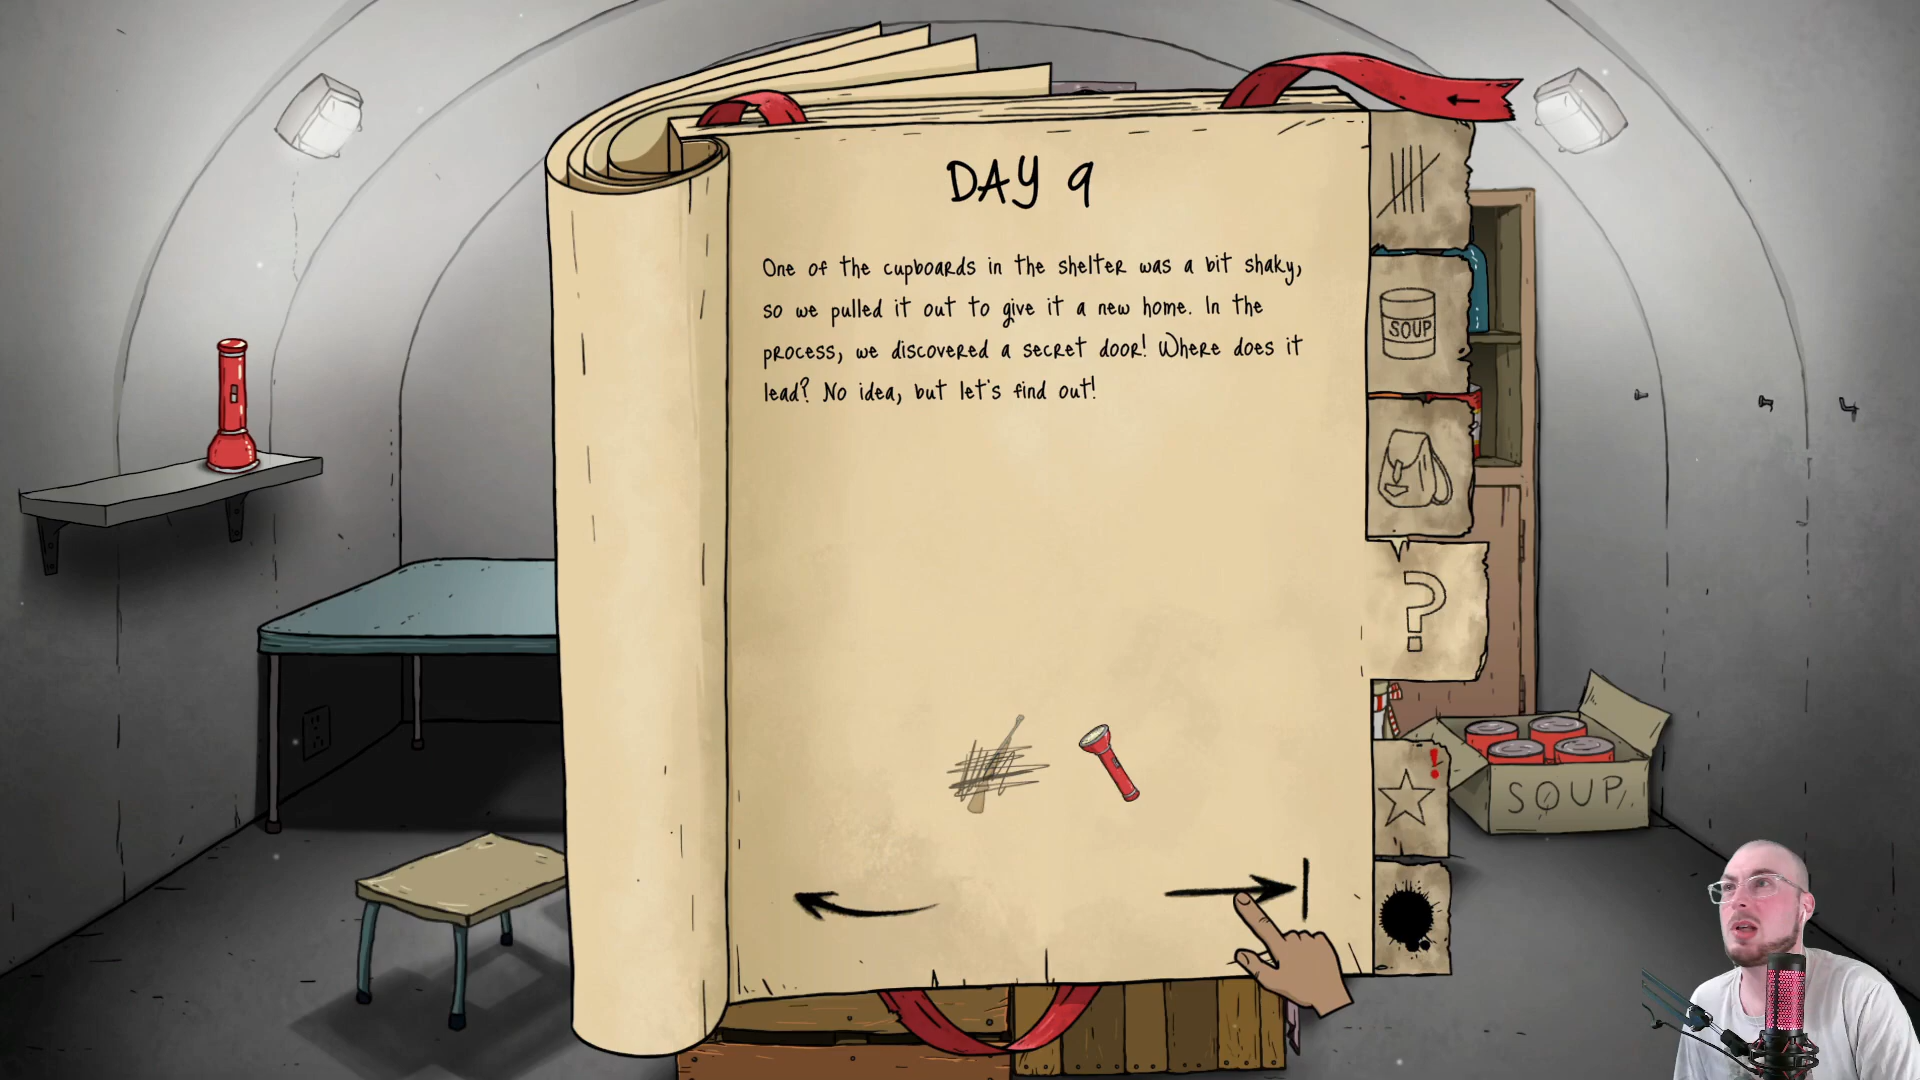 DAY 9
One of the cupboards in the shelter was a bit shaky,
so we pulled it out to give it a new home. In the
process, we discovered a secret door! Where does it
lead? No idea, but let's find out!
SOUP
!
SOUP